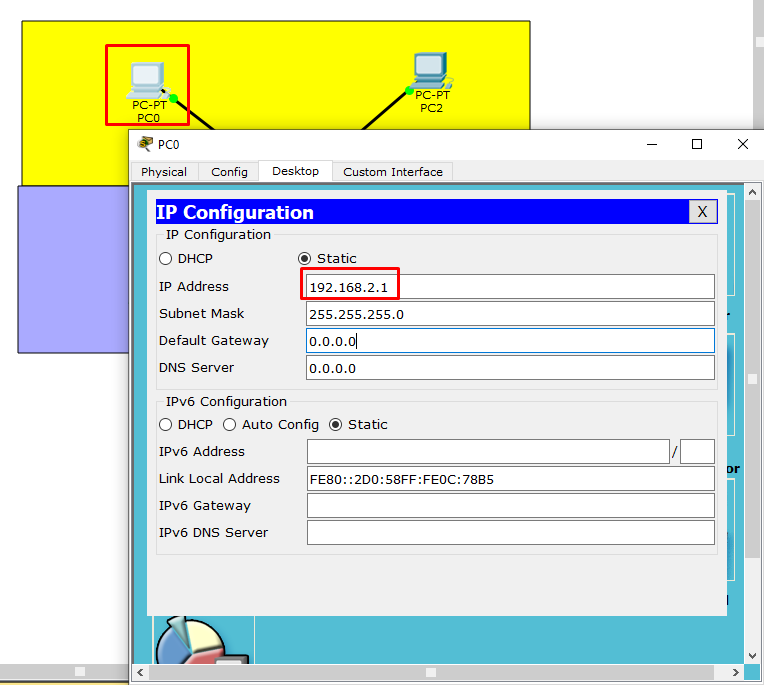 PC-PT
PC0
PC-PT
PC2
PC0
Physical
Config
Desktop
Custom Interface
IP Configuration
X
IP Configuration
DHCP
Static
IP Address
192.168.2.1
Subnet Mask
255.255.255.0
Default Gateway
0.0.0.0
DNS Server
0.0.0.0
IPv6 Configuration
DHCP
Auto Config
Static
IPv6 Address
/
Link Local Address
FE80::2D0:58FF:FE0C:78B5
IPv6 Gateway
IPv6 DNS Server
or